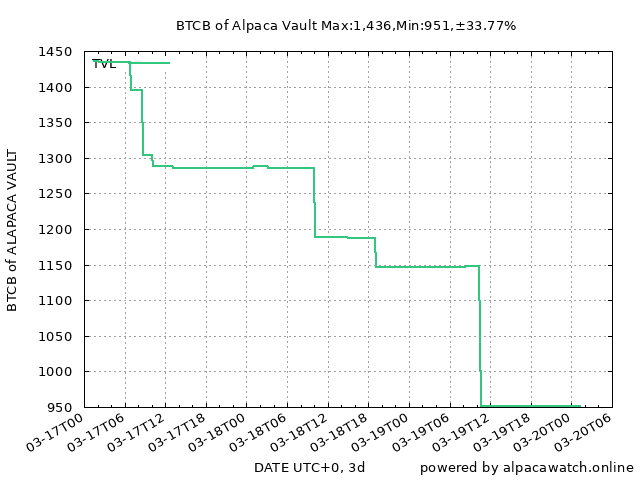 BTCB of Alpaca Vault Max:1,436,Min:951,±33.77%
BTCB of ALAPACA VAULT
1450
1400
1350
1300
1250
1200
1150
1100
1050
1000
950
TVL
03-17T00
03-17T06
03-17T12
03-17T18
03-18T00
03-18T06
03-18T12
03-18T18
03-19T00
03-19T06
03-19T12
03-19T18
03-20T00
03-20T06
DATE UTC+0, 3d
powered by alpacawatch.online